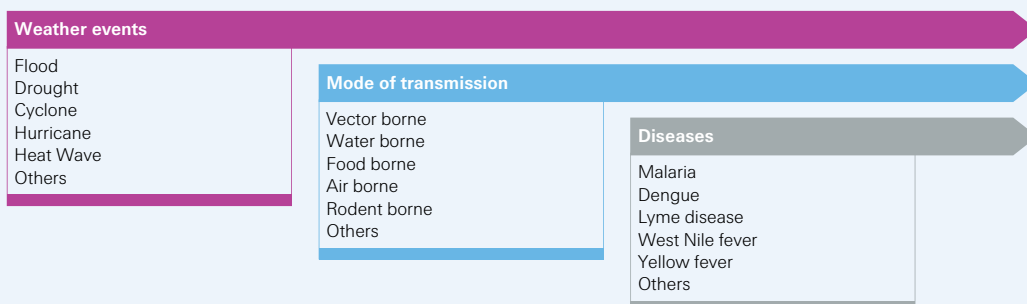 Weather events
Flood
Drought
Cyclone
Hurricane
Heat Wave
Others
Mode of transmission
Vector borne
Water borne
Food borne
Air borne
Rodent borne
Others
Diseases
Malaria
Dengue
Lyme disease
West Nile fever
Yellow fever
Others